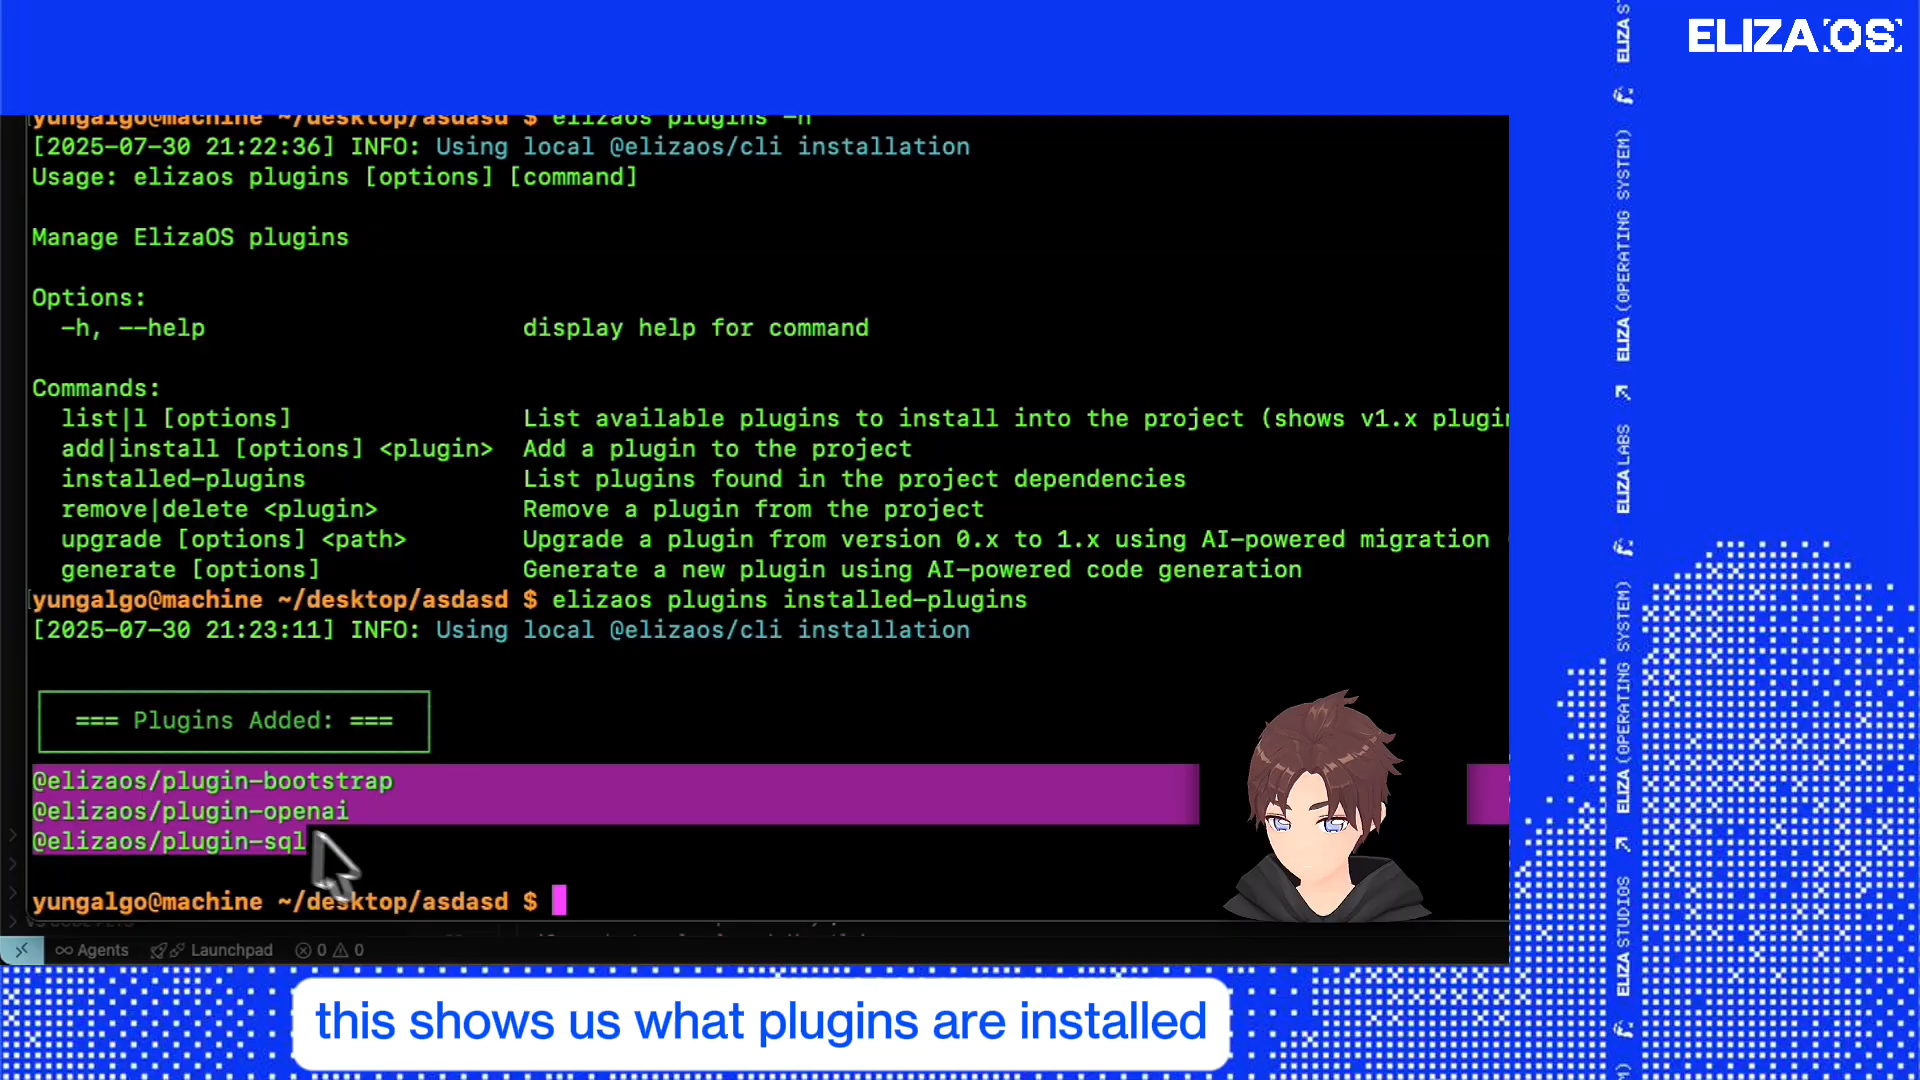 ELIZA OS
yungalgo@machine ~/desktop/asdasd $ elizaos plugins -h
[2025-07-30 21:22:36] INFO: Using local @elizaos/cli installation
Usage: elizaos plugins [options] [command]
Manage ElizaOS plugins
Options:
-h, --help display help for command
Commands:
list|l [options] List available plugins to install into the project (shows v1.x plugin
add|install [options] <plugin> Add a plugin to the project
installed-plugins List plugins found in the project dependencies
remove|delete <plugin> Remove a plugin from the project
upgrade [options] <path> Upgrade a plugin from version 0.x to 1.x using AI-powered migration
generate [options] Generate a new plugin using AI-powered code generation
yungalgo@machine ~/desktop/asdasd $ elizaos plugins installed-plugins
[2025-07-30 21:23:11] INFO: Using local @elizaos/cli installation
=== Plugins Added: ===
@elizaos/plugin-bootstrap
@elizaos/plugin-openai
@elizaos/plugin-sql
yungalgo@machine ~/desktop/asdasd $
Agents Launchpad 0 0
this shows us what plugins are installed
ELIZA STUDIOS
ELIZA (OPERATING SYSTEM)
ELIZA LABS
ELIZA (OPERATING SYSTEM)
ELIZA S